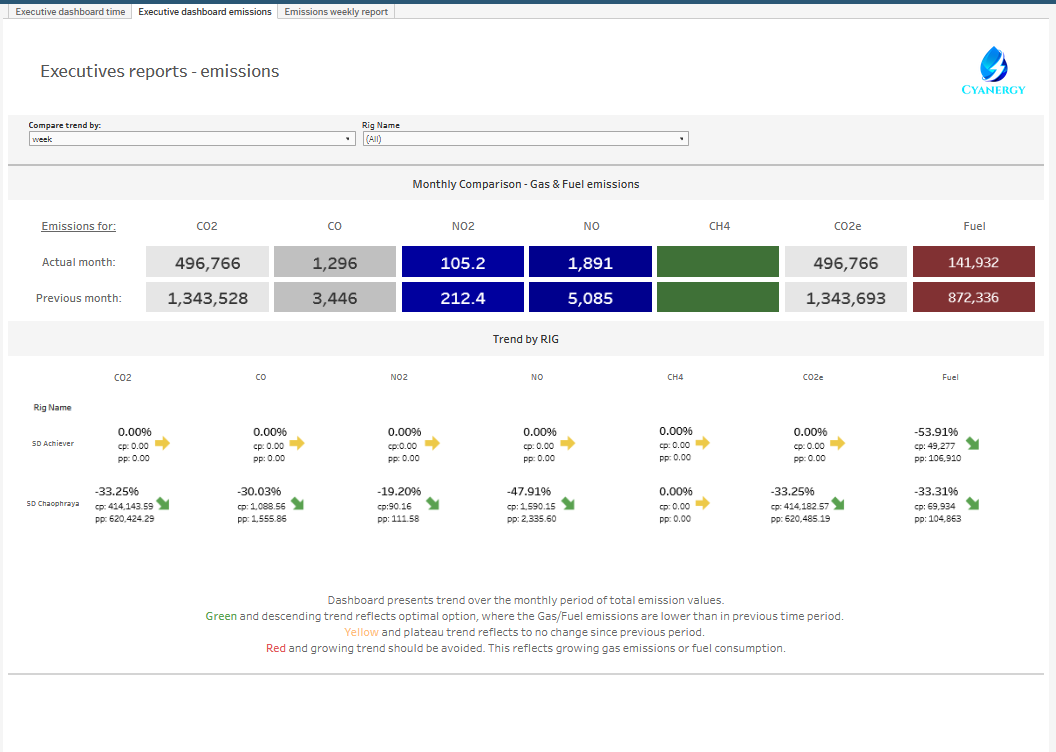 Executive dashboard time Executive dashboard emissions Emissions weekly report
Executives reports - emissions
CYANERGY
Compare trend by: Rig Name
week (All)
Monthly Comparison - Gas & Fuel emissions
Emissions for: CO2 CO NO2 NO CH4 CO2e Fuel
Actual month: 496,766 1,296 105.2 1,891 496,766 141,932
Previous month: 1,343,528 3,446 212.4 5,085 1,343,693 872,336
Trend by RIG
CO2 CO NO2 NO CH4 CO2e Fuel
Rig Name
SD Achiever
0.00% 0.00% 0.00% 0.00% 0.00% 0.00% -53.91%
cp: 0.00 cp: 0.00 cp:0.00 cp: 0.00 cp: 0.00 cp: 0.00 cp: 49,277
pp: 0.00 pp: 0.00 pp: 0.00 pp: 0.00 pp: 0.00 pp: 0.00 pp: 106,910
SD Chaophraya
-33.25% -30.03% -19.20% -47.91% 0.00% -33.25% -33.31%
cp: 414,143.59 cp: 1,088.56 cp:90.16 cp: 1,590.15 cp: 0.00 cp: 414,182.57 cp: 69,934
pp: 620,424.29 pp: 1,555.86 pp: 111.58 pp: 2,335.60 pp: 0.00 pp: 620,485.19 pp: 104,863
Dashboard presents trend over the monthly period of total emission values.
Green and descending trend reflects optimal option, where the Gas/Fuel emissions are lower than in previous time period.
Yellow and plateau trend reflects to no change since previous period.
Red and growing trend should be avoided. This reflects growing gas emissions or fuel consumption.